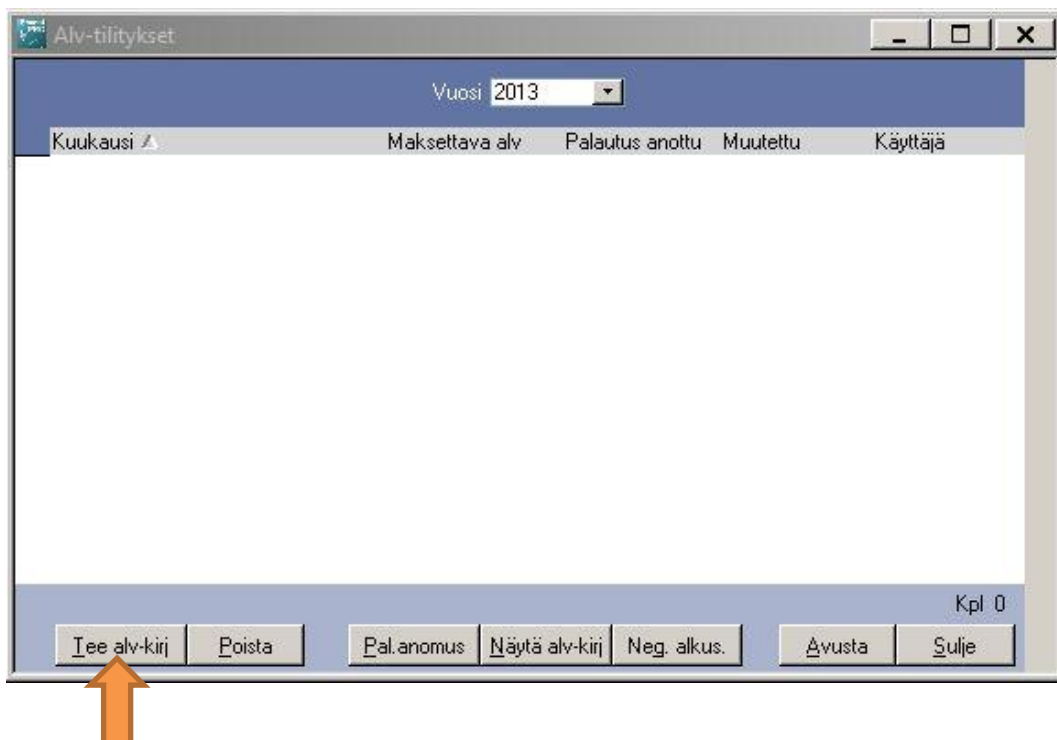 Alv-tilitykset
Vuosi 2013
Kuukausi Maksettava alv Palautus anottu Muutettu Käyttäjä
Kpl 0
Tee alv-kirj Poista Pal.anomus Näytä alv-kirj Neg. alkus. Avusta Sulje